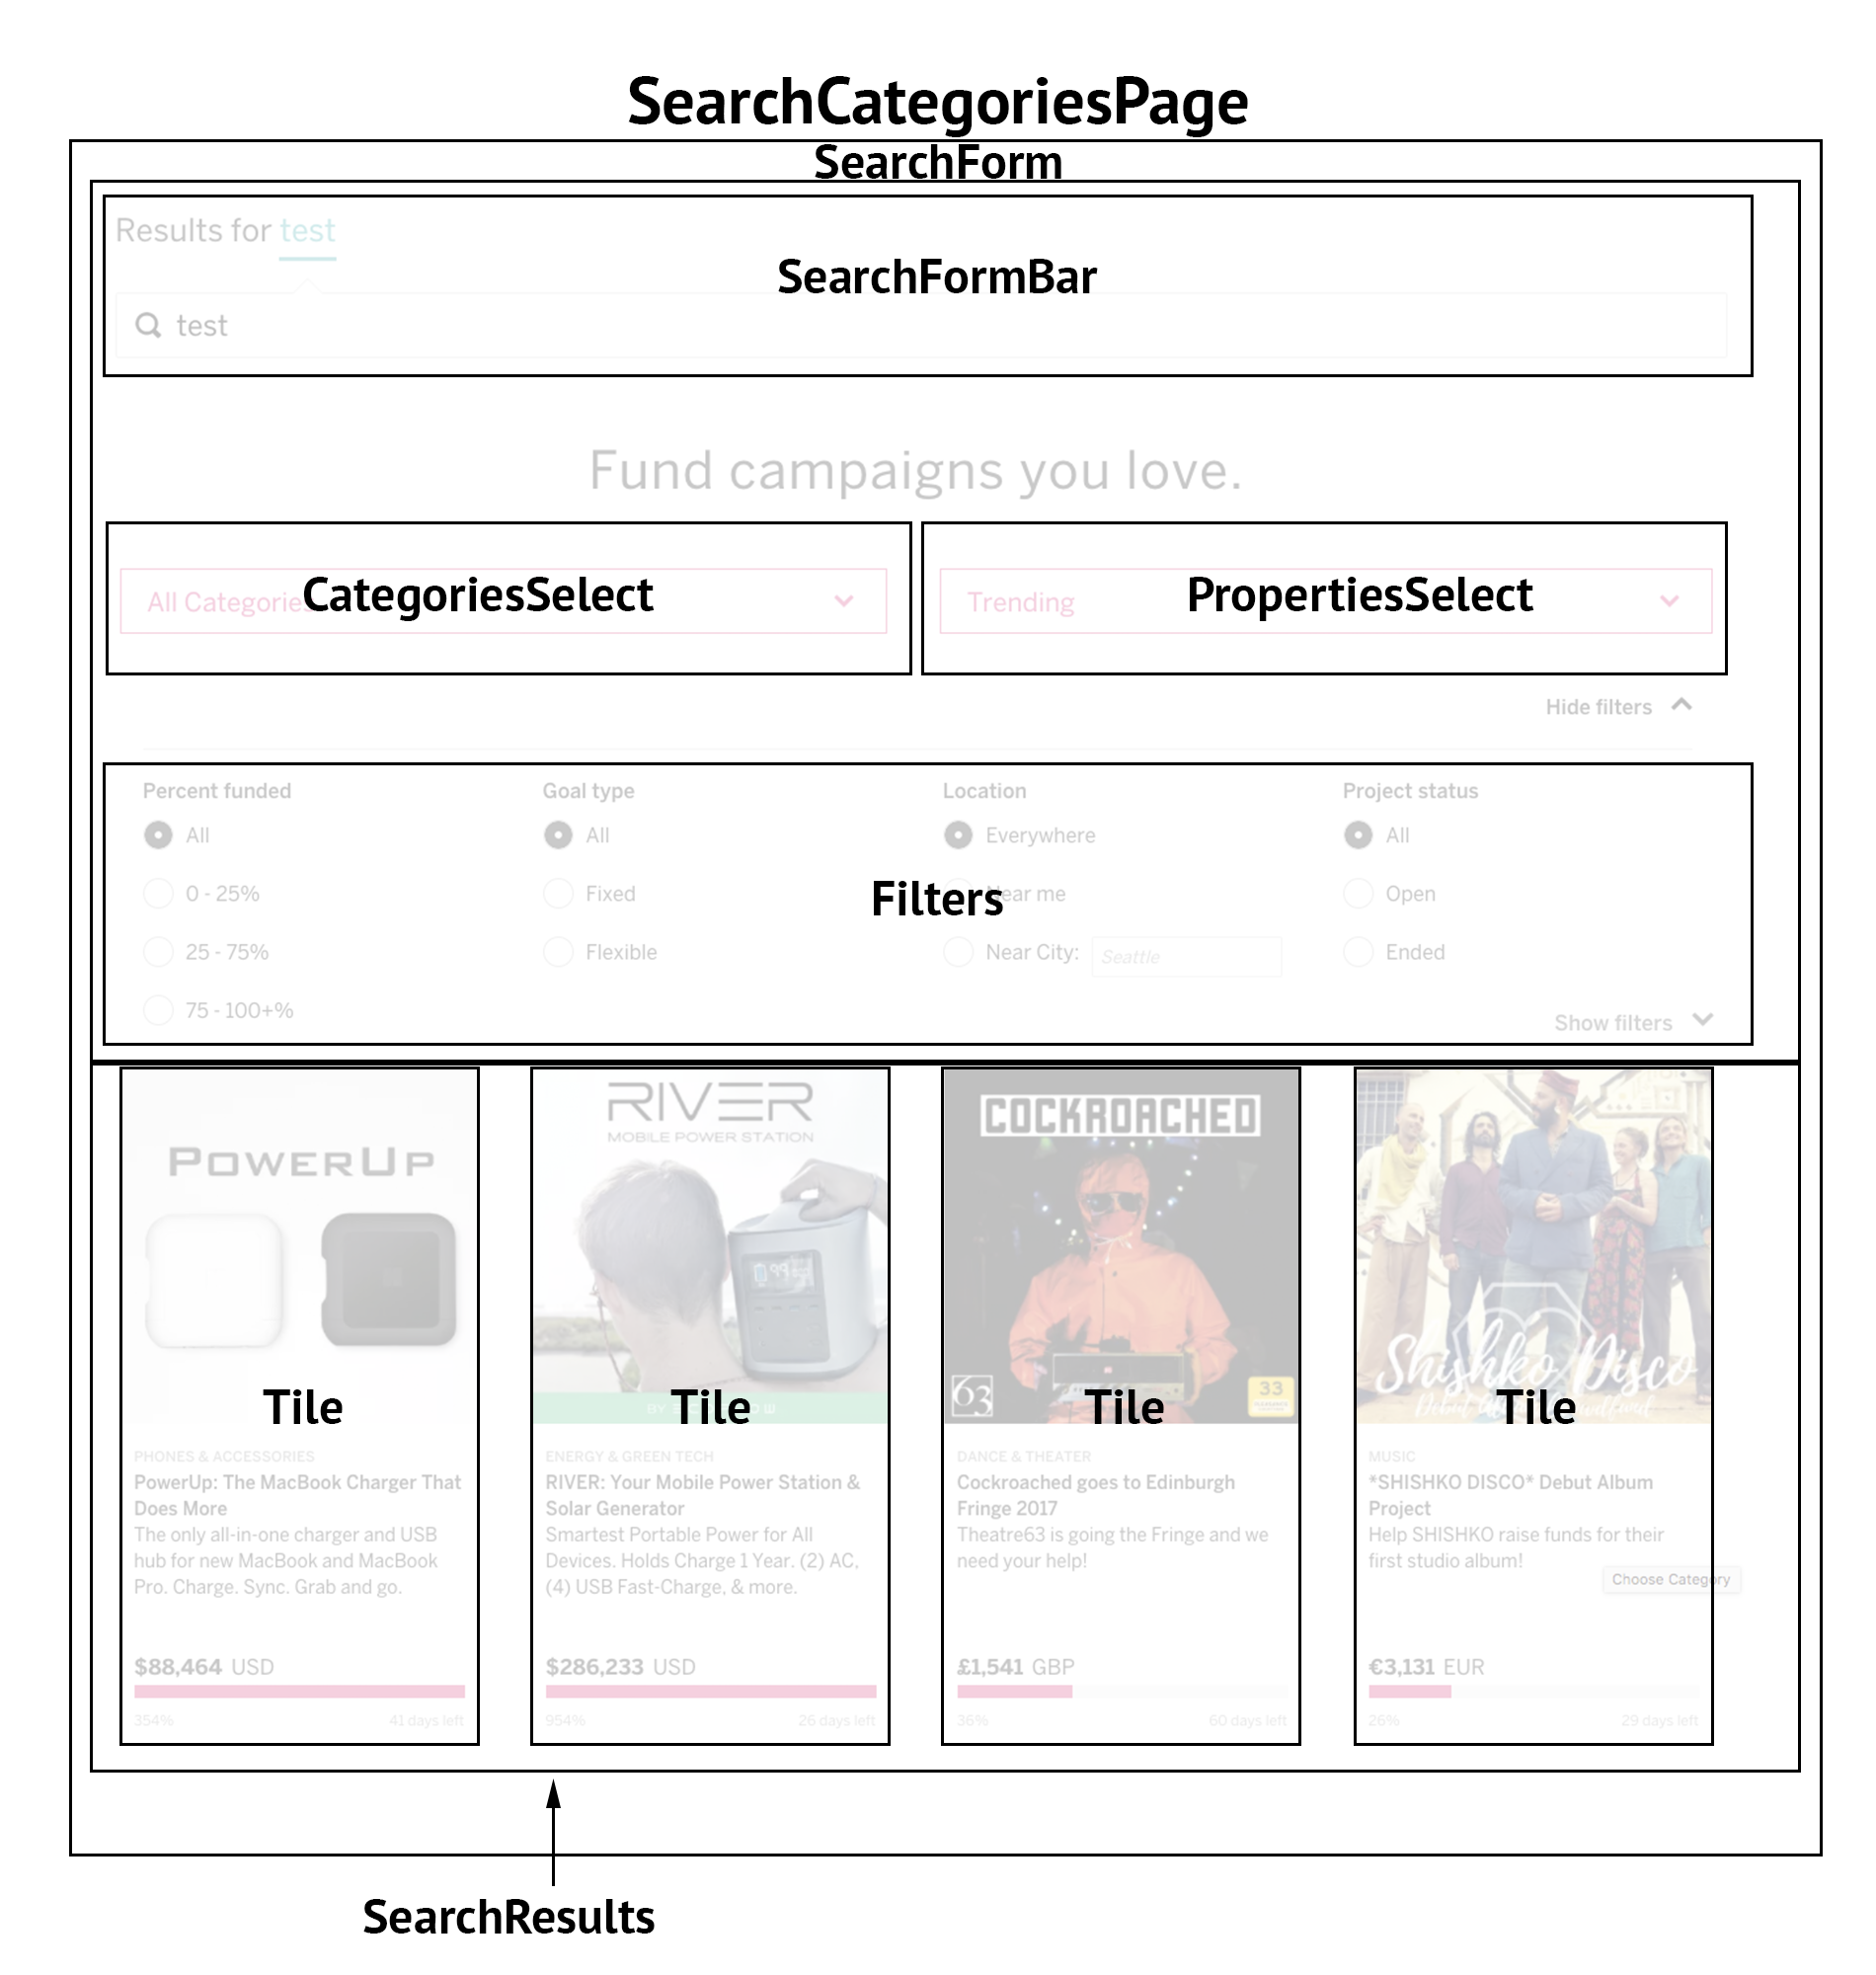 SearchCategoriesPage
SearchForm
Results for test
SearchFormBar
test
Fund campaigns you love.
All Categories CategoriesSelect
Trending PropertiesSelect
Hide filters
Percent funded Goal type Location Project status
All All Everywhere All
0 - 25% Fixed Near me Open
Filters
25 - 75% Flexible Near City: Seattle Ended
75 - 100+%
Show filters
POWERUP
RIVER
MOBILE POWER STATION
99
COCKROACHED
63
33
Shishko Disco
Tile Tile Tile Tile
PHONES & ACCESSORIES
PowerUp: The MacBook Charger That
Does More
The only all-in-one charger and USB
hub for new MacBook and MacBook
Pro. Charge. Sync. Grab and go.
$88,464 USD
354% 41 days left
ENERGY & GREEN TECH
RIVER: Your Mobile Power Station &
Solar Generator
Smartest Portable Power for All
Devices. Holds Charge 1 Year. (2) AC,
(4) USB Fast-Charge, & more.
$286,233 USD
954% 26 days left
DANCE & THEATER
Cockroached goes to Edinburgh
Fringe 2017
Theatre63 is going the Fringe and we
need your help!
£1,541 GBP
36% 60 days left
MUSIC
*SHISHKO DISCO* Debut Album
Project
Help SHISHKO raise funds for their
first studio album!
Choose Category
€3,131 EUR
26% 29 days left
SearchResults